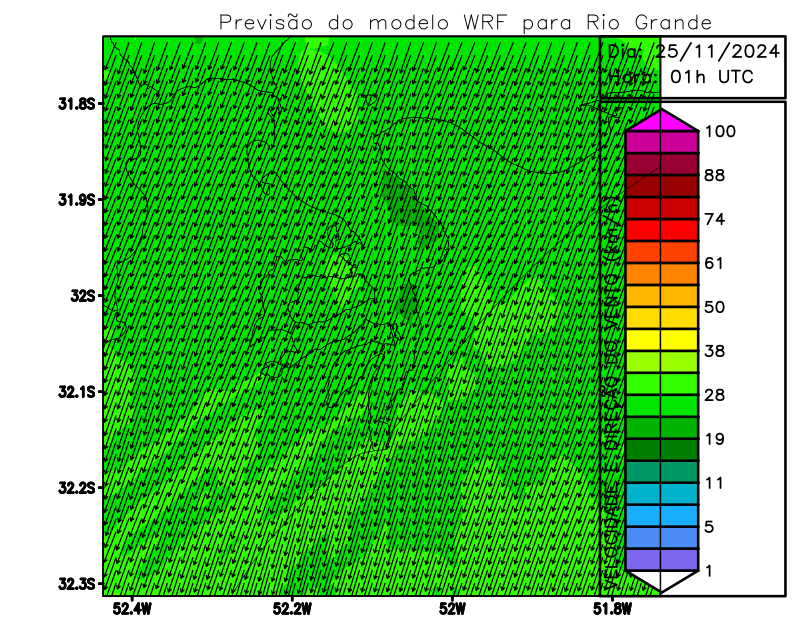 Previsão do modelo WRF para Rio Grande
Dia: 25/11/2024
Hora: 01h UTC
31.8S
31.9S
32S
32.1S
32.2S
32.3S
52.4W
52.2W
52W
51.8W
VELOCIDADE E DIREÇÃO DO VENTO (km/h)
100
88
74
61
50
38
28
19
11
5
1